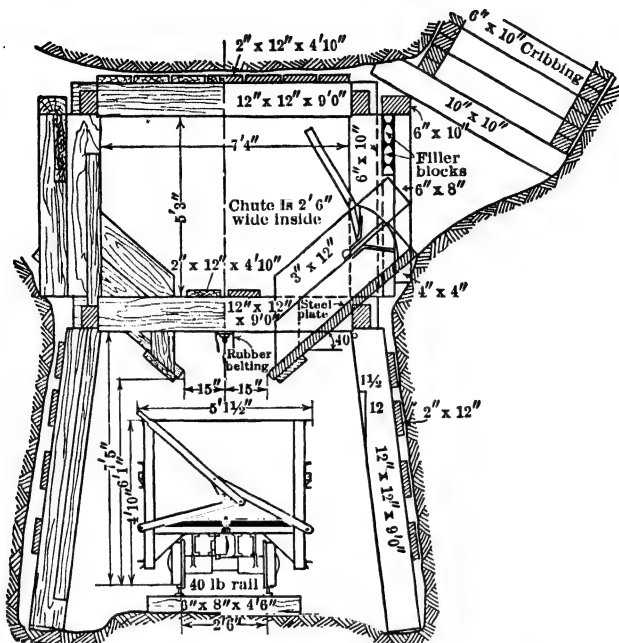 2" x 12" x 4'10"
6" x 10" Cribbing
10" x 10"
12" x 12" x 9'0"
6" x 10"
7'4"
6" x 10"
Filler
blocks
6" x 8"
5'3"
Chute is 2'6"
wide inside
3" x 12"
2" x 12" x 4'10"
4" x 4"
12" x 12"
x 9'0"
Steel
plate
40°
Rubber
belting
15" 15"
1½
12
5'1½"
2" x 12"
7'5"
6'1"
4'10"
12" x 12" x 9'0"
40 lb rail
6" x 8" x 4'6"
2'6"